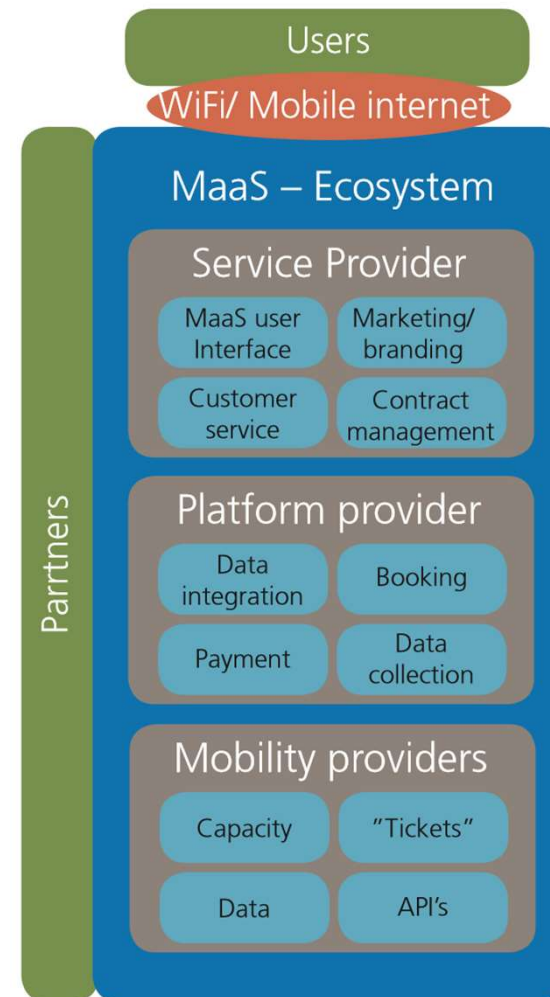 Users
WiFi/ Mobile internet
MaaS – Ecosystem
Service Provider
MaaS user
Interface
Marketing/
branding
Customer
service
Contract
management
Platform provider
Data
integration
Booking
Payment
Data
collection
Mobility providers
Capacity
”Tickets”
Data
API’s
Parrtners